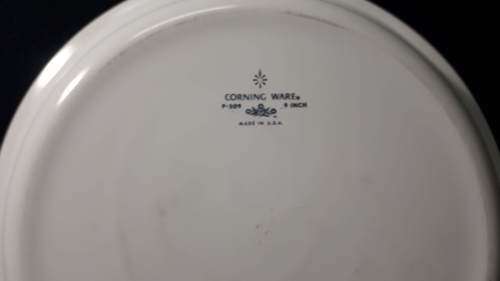 CORNING WARE®
P-309 9 INCH
MADE IN U.S.A.